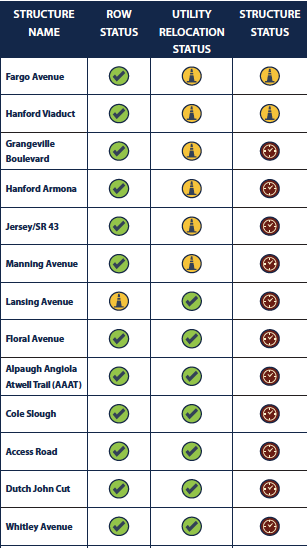 STRUCTURE NAME
ROW STATUS
UTILITY RELOCATION STATUS
STRUCTURE STATUS
Fargo Avenue
Hanford Viaduct
Grangeville
Boulevard
Hanford Armona
Jersey/SR 43
Manning Avenue
Lansing Avenue
Floral Avenue
Alpaugh Angiola
Atwell Trail (AAAT)
Cole Slough
Access Road
Dutch John Cut
Whitley Avenue